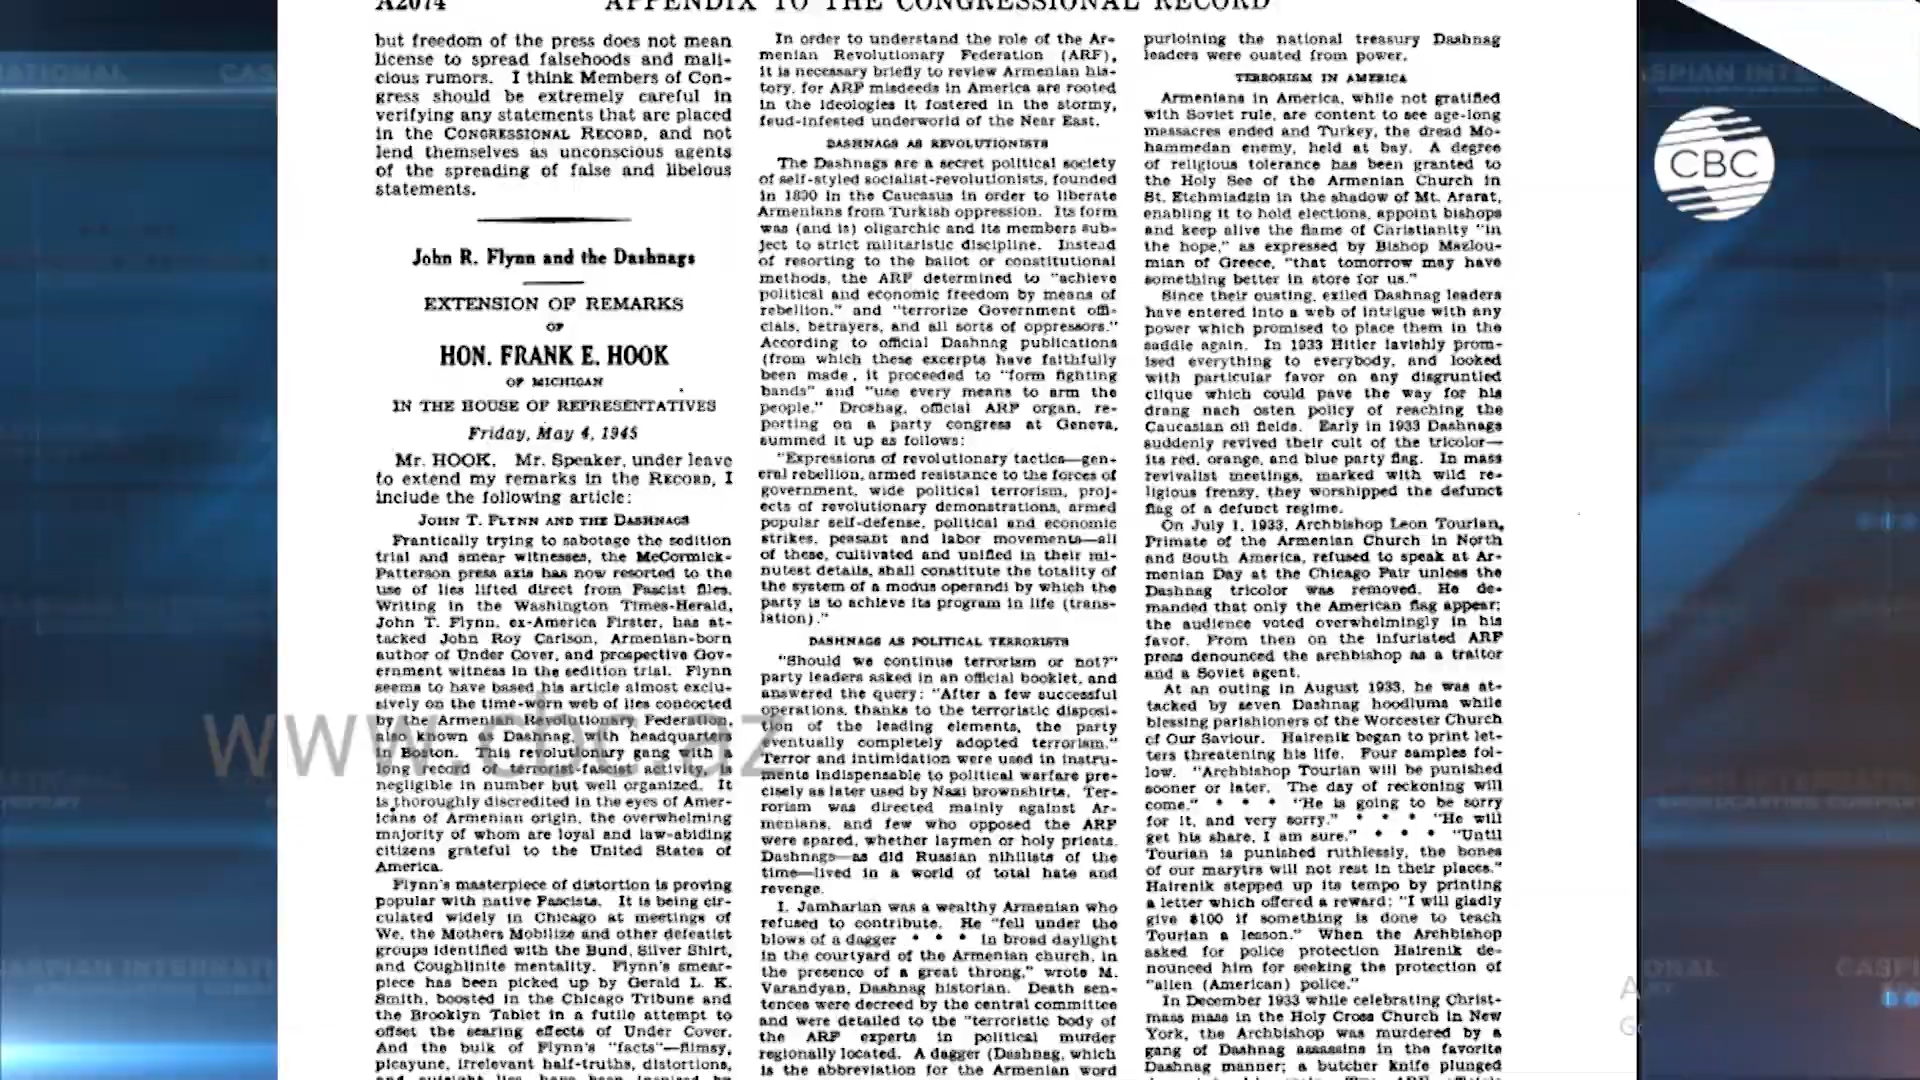 A2074
APPENDIX TO THE CONGRESSIONAL RECORD
but freedom of the press does not mean
license to spread falsehoods and mali-
cious rumors. I think Members of Con-
gress should be extremely careful in
verifying any statements that are placed
in the CONGRESSIONAL RECORD, and not
lend themselves as unconscious agents
of the spreading of false and libelous
statements.
John R. Flynn and the Dashnags
EXTENSION OF REMARKS
OF
HON. FRANK E. HOOK
OF MICHIGAN
IN THE HOUSE OF REPRESENTATIVES
Friday, May 4, 1945
Mr. HOOK. Mr. Speaker, under leave
to extend my remarks in the RECORD, I
include the following article:
JOHN T. FLYNN AND THE DASHNAGS
Frantically trying to sabotage the sedition
trial and smear witnesses, the McCormick-
Patterson press axis has now resorted to the
use of lies lifted direct from Fascist files.
Writing in the Washington Times-Herald,
John T. Flynn, ex-America Firster, has at-
tacked John Roy Carlson, Armenian-born
author of Under Cover, and prospective Gov-
ernment witness in the sedition trial. Flynn
seems to have based his article almost exclu-
sively on the time-worn web of lies concocted
by the Armenian Revolutionary Federation,
also known as Dashnag, with headquarters
in Boston. This revolutionary gang with a
long record of terrorist-fascist activity, is
negligible in number but well organized. It
is thoroughly discredited in the eyes of Amer-
icans of Armenian origin, the overwhelming
majority of whom are loyal and law-abiding
citizens grateful to the United States of
America.
Flynn's masterpiece of distortion is proving
popular with native Fascists. It is being cir-
culated widely in Chicago at meetings of
We, the Mothers Mobilize and other defeatist
groups identified with the Bund, Silver Shirt,
and Coughlinite mentality. Flynn's smear-
piece has been picked up by Gerald L. K.
Smith, boosted in the Chicago Tribune and
the Brooklyn Tablet in a futile attempt to
offset the searing effects of Under Cover.
And the bulk of Flynn's "facts"—flimsy,
picayune, irrelevant half-truths, distortions,
In order to understand the role of the Ar-
menian Revolutionary Federation (ARF),
it is necessary briefly to review Armenian his-
tory, for ARF misdeeds in America are rooted
in the ideologies it fostered in the stormy,
feud-infested underworld of the Near East.
DASHNAGS AS REVOLUTIONISTS
The Dashnags are a secret political society
of self-styled socialist-revolutionists, founded
in 1890 in the Caucasus in order to liberate
Armenians from Turkish oppression. Its form
was (and is) oligarchic and its members sub-
ject to strict militaristic discipline. Instead
of resorting to the ballot or constitutional
methods, the ARF determined to "achieve
political and economic freedom by means of
rebellion," and "terrorize Government offi-
cials, betrayers, and all sorts of oppressors."
According to official Dashnag publications
(from which these excerpts have faithfully
been made, it proceeded to "form fighting
bands" and "use every means to arm the
people." Droshag, official ARF organ, re-
porting on a party congress at Geneva,
summed it up as follows:
"Expressions of revolutionary tactics—gen-
eral rebellion, armed resistance to the forces of
government, wide political terrorism, proj-
ects of revolutionary demonstrations, armed
popular self-defense, political and economic
strikes, peasant and labor movements—all
of these, cultivated and unified in their mi-
nutest details, shall constitute the totality of
the system of a modus operandi by which the
party is to achieve its program in life (trans-
lation)."
DASHNAGS AS POLITICAL TERRORISTS
"Should we continue terrorism or not?"
party leaders asked in an official booklet, and
answered the query: "After a few successful
operations, thanks to the terroristic disposi-
tion of the leading elements, the party
eventually completely adopted terrorism."
Terror and intimidation were used in instru-
ments indispensable to political warfare pre-
cisely as later used by Nazi brownshirts. Ter-
rorism was directed mainly against Ar-
menians, and few who opposed the ARF
were spared, whether laymen or holy priests.
Dashnags—as did Russian nihilists of the
time—lived in a world of total hate and
revenge.
I. Jamharian was a wealthy Armenian who
refused to contribute. He "fell under the
blows of a dagger * * * in broad daylight
in the courtyard of the Armenian church, in
the presence of a great throng," wrote M.
Varandyan, Dashnag historian. Death sen-
tences were decreed by the central committee
and were detailed to the "terroristic body of
the ARF experts in political murder
regionally located. A dagger (Dashnag, which
is the abbreviation for the Armenian word
purloining the national treasury Dashnag
leaders were ousted from power.
TERRORISM IN AMERICA
Armenians in America, while not gratified
with Soviet rule, are content to see age-long
massacres ended and Turkey, the dread Mo-
hammedan enemy, held at bay. A degree
of religious tolerance has been granted to
the Holy See of the Armenian Church in
St. Etchmiadzin in the shadow of Mt. Ararat,
enabling it to hold elections, appoint bishops
and keep alive the flame of Christianity "in
the hope," as expressed by Bishop Mazlou-
mian of Greece, "that tomorrow may have
something better in store for us."
Since their ousting, exiled Dashnag leaders
have entered into a web of intrigue with any
power which promised to place them in the
saddle again. In 1933 Hitler lavishly prom-
ised everything to everybody, and looked
with particular favor on any disgruntled
clique which could pave the way for his
drang nach osten policy of reaching the
Caucasian oil fields. Early in 1933 Dashnags
suddenly revived their cult of the tricolor—
its red, orange, and blue party flag. In mass
revivalist meetings, marked with wild re-
ligious frenzy, they worshipped the defunct
flag of a defunct regime.
On July 1, 1933, Archbishop Leon Tourian,
Primate of the Armenian Church in North
and South America, refused to speak at Ar-
menian Day at the Chicago Fair unless the
Dashnag tricolor was removed. He de-
manded that only the American flag appear;
the audience voted overwhelmingly in his
favor. From then on the infuriated ARF
press denounced the archbishop as a traitor
and a Soviet agent.
At an outing in August 1933, he was at-
tacked by seven Dashnag hoodlums while
blessing parishioners of the Worcester Church
of Our Saviour. Hairenik began to print let-
ters threatening his life. Four samples fol-
low. "Archbishop Tourian will be punished
sooner or later. The day of reckoning will
come." * * * "He is going to be sorry
for it, and very sorry." * * * "He will
get his share, I am sure." * * * "Until
Tourian is punished ruthlessly, the bones
of our marytrs will not rest in their places."
Hairenik stepped up its tempo by printing
a letter which offered a reward: "I will gladly
give $100 if something is done to teach
Tourian a lesson." When the Archbishop
asked for police protection Hairenik de-
nounced him for seeking the protection of
"alien (American) police."
In December 1933 while celebrating Christ-
mass mass in the Holy Cross Church in New
York, the Archbishop was murdered by a
gang of Dashnag assassins in the favorite
Dashnag manner; a butcher knife plunged
CBC
www.cbc.az